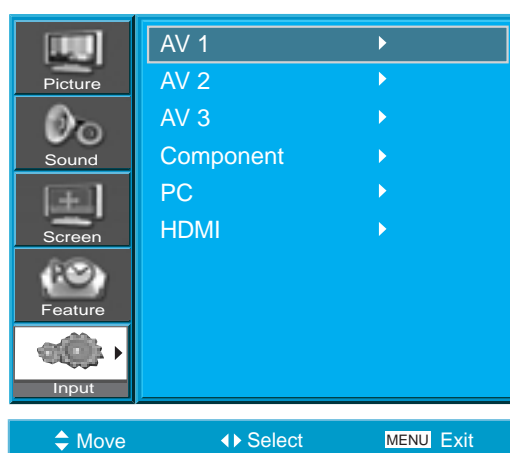 Picture
Sound
Screen
Feature
Input
AV 1
AV 2
AV 3
Component
PC
HDMI
Move Select MENU Exit